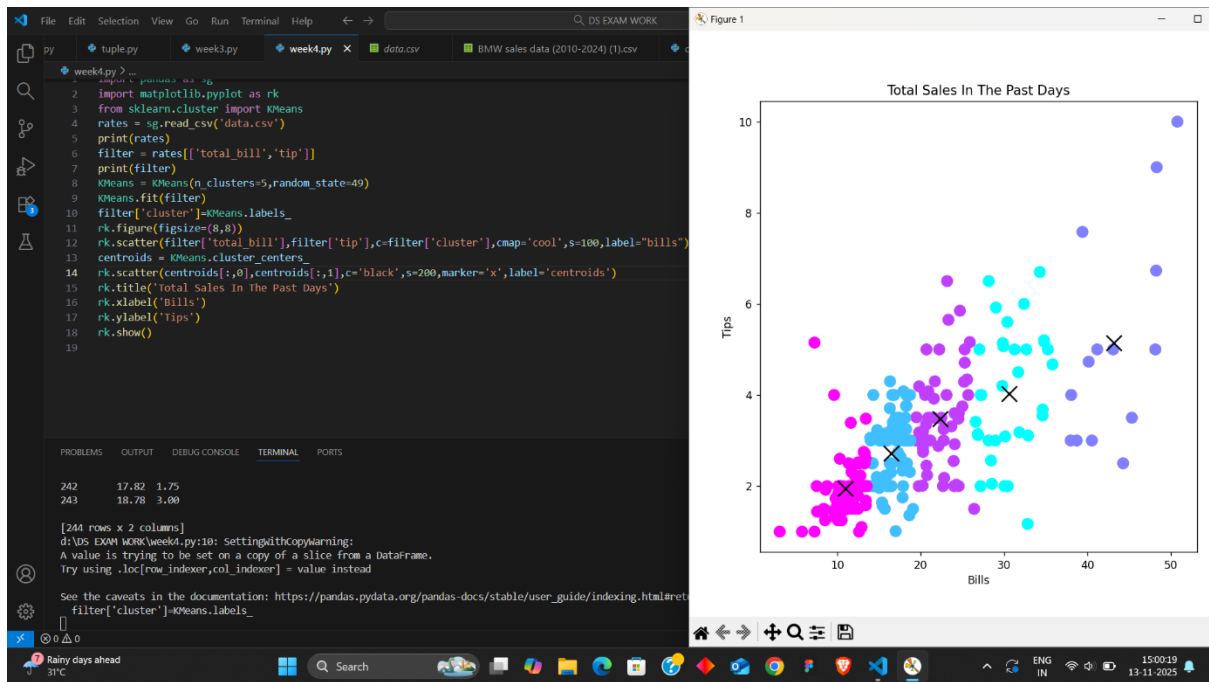 File Edit Selection View Go Run Terminal Help
DS EXAM WORK
py tuple.py week3.py week4.py data.csv BMW sales data (2010-2024) (1).csv
week4.py > ...
1 import pandas as sg
2 import matplotlib.pyplot as rk
3 from sklearn.cluster import KMeans
4 rates = sg.read_csv('data.csv')
5 print(rates)
6 filter = rates[['total_bill','tip']]
7 print(filter)
8 KMeans = KMeans(n_clusters=5,random_state=49)
9 KMeans.fit(filter)
10 filter['cluster']=KMeans.labels_
11 rk.figure(figsize=(8,8))
12 rk.scatter(filter['total_bill'],filter['tip'],c=filter['cluster'],cmap='cool',s=100,label="bills")
13 centroids = KMeans.cluster_centers_
14 rk.scatter(centroids[:,0],centroids[:,1],c='black',s=200,marker='x',label='centroids')
15 rk.title('Total Sales In The Past Days')
16 rk.xlabel('Bills')
17 rk.ylabel('Tips')
18 rk.show()
19
PROBLEMS OUTPUT DEBUG CONSOLE TERMINAL PORTS
242 17.82 1.75
243 18.78 3.00
[244 rows x 2 columns]
d:\DS EXAM WORK\week4.py:10: SettingWithCopyWarning:
A value is trying to be set on a copy of a slice from a DataFrame.
Try using .loc[row_indexer,col_indexer] = value instead
See the caveats in the documentation: https://pandas.pydata.org/pandas-docs/stable/user_guide/indexing.html#ret
filter['cluster']=KMeans.labels_
3
0 0
Figure 1
Total Sales In The Past Days
10
8
6
4
2
Tips
10 20 30 40 50
Bills
7
Rainy days ahead
31°C
Search
ENG
IN
15:00:19
13-11-2025